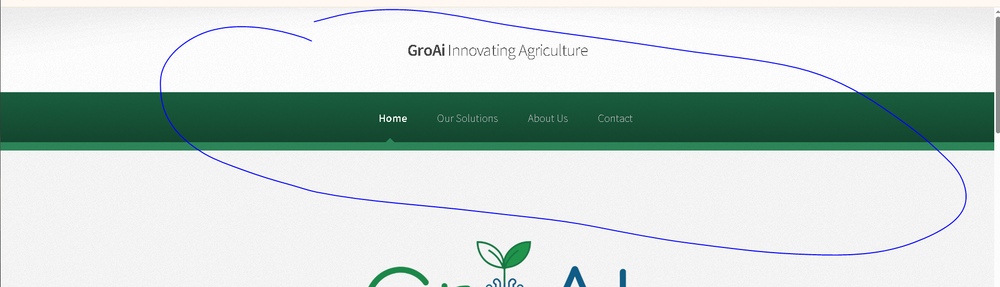 GroAi Innovating Agriculture
Home Our Solutions About Us Contact